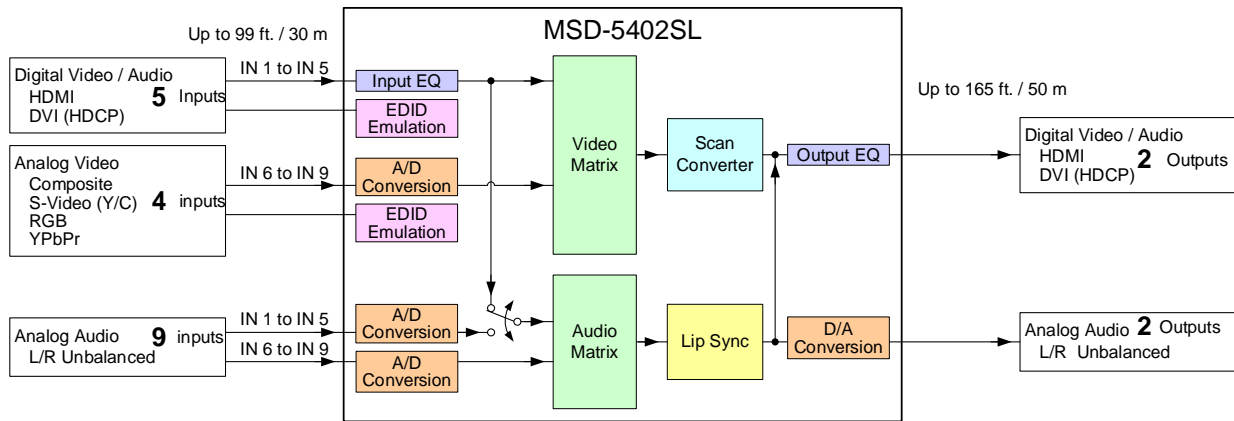 MSD-5402SL
Up to 99 ft. / 30 m
Digital Video / Audio
HDMI
DVI (HDCP)
5 Inputs
IN 1 to IN 5
Input EQ
EDID
Emulation
Analog Video
Composite
S-Video (Y/C)
RGB
YPbPr
4 inputs
IN 6 to IN 9
A/D
Conversion
EDID
Emulation
Video
Matrix
Scan
Converter
Output EQ
Up to 165 ft. / 50 m
Digital Video / Audio
HDMI
DVI (HDCP)
2 Outputs
Analog Audio 9 inputs
L/R Unbalanced
IN 1 to IN 5
IN 6 to IN 9
A/D
Conversion
A/D
Conversion
Audio
Matrix
Lip Sync
D/A
Conversion
Analog Audio 2 Outputs
L/R Unbalanced